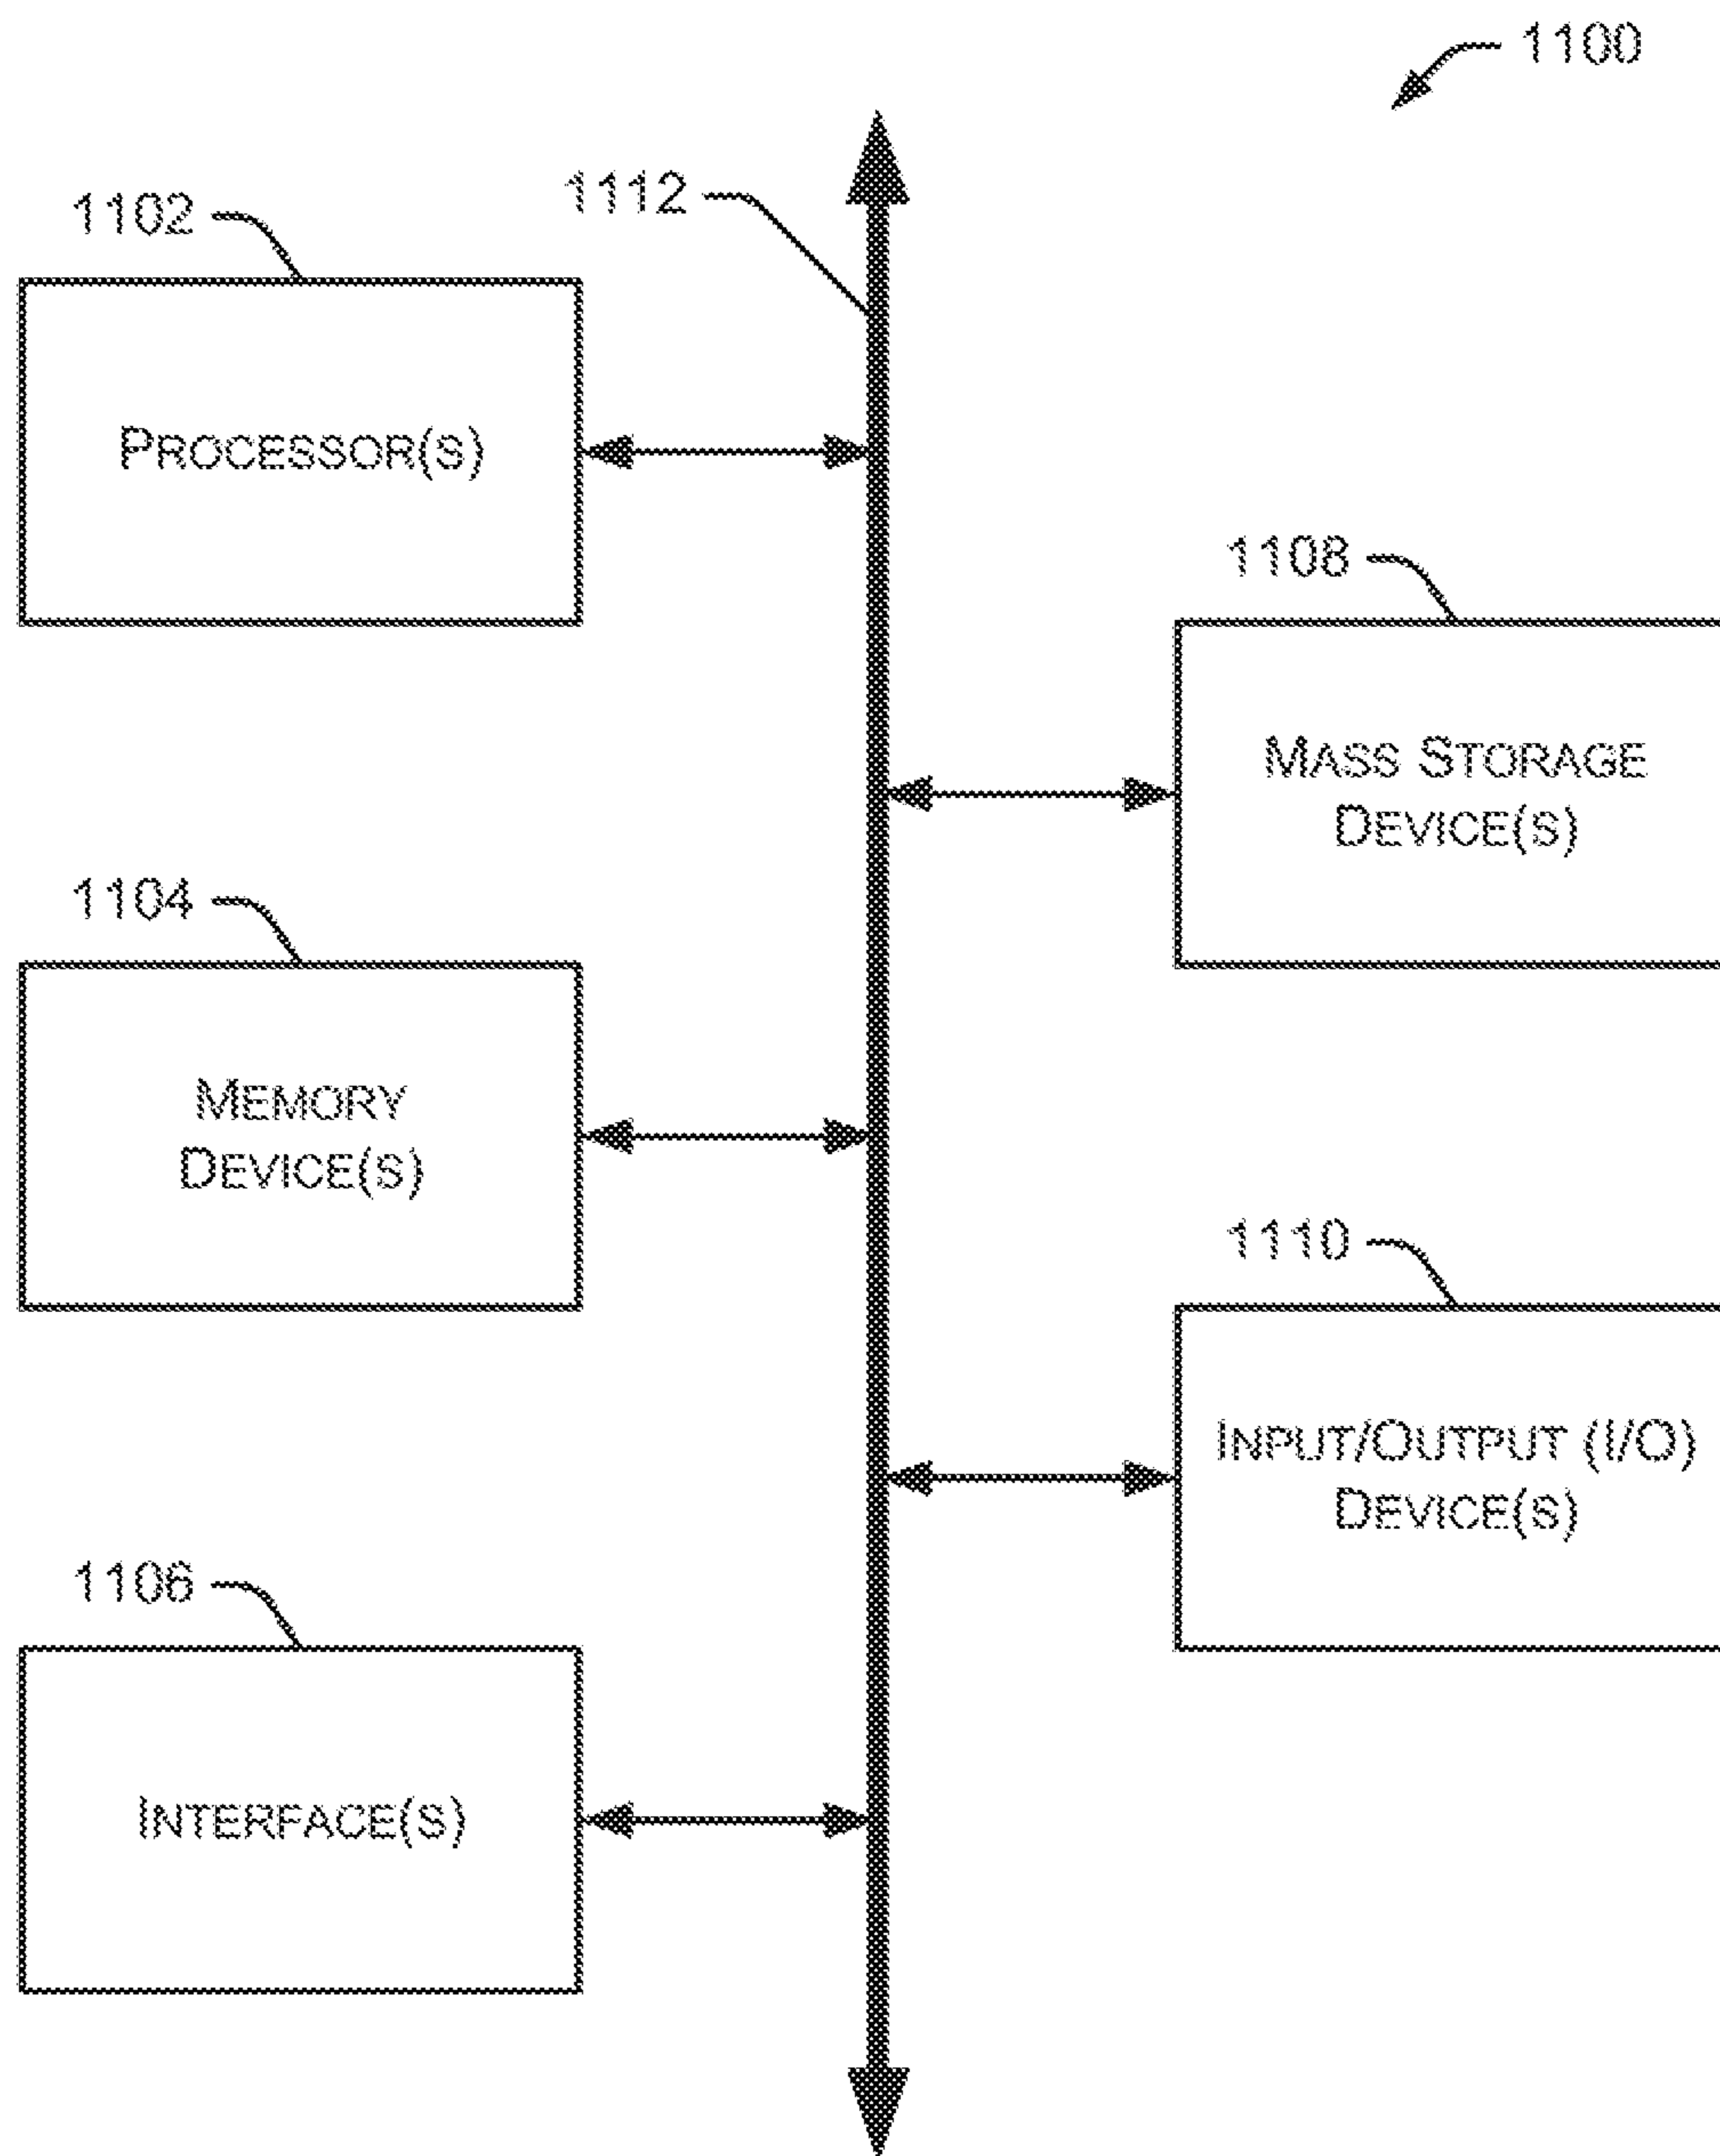 1100
1112
1102
PROCESSOR(S)
1108
MASS STORAGE
DEVICE(S)
1104
MEMORY
DEVICE(S)
1110
INPUT/OUTPUT (I/O)
DEVICE(S)
1106
INTERFACE(S)